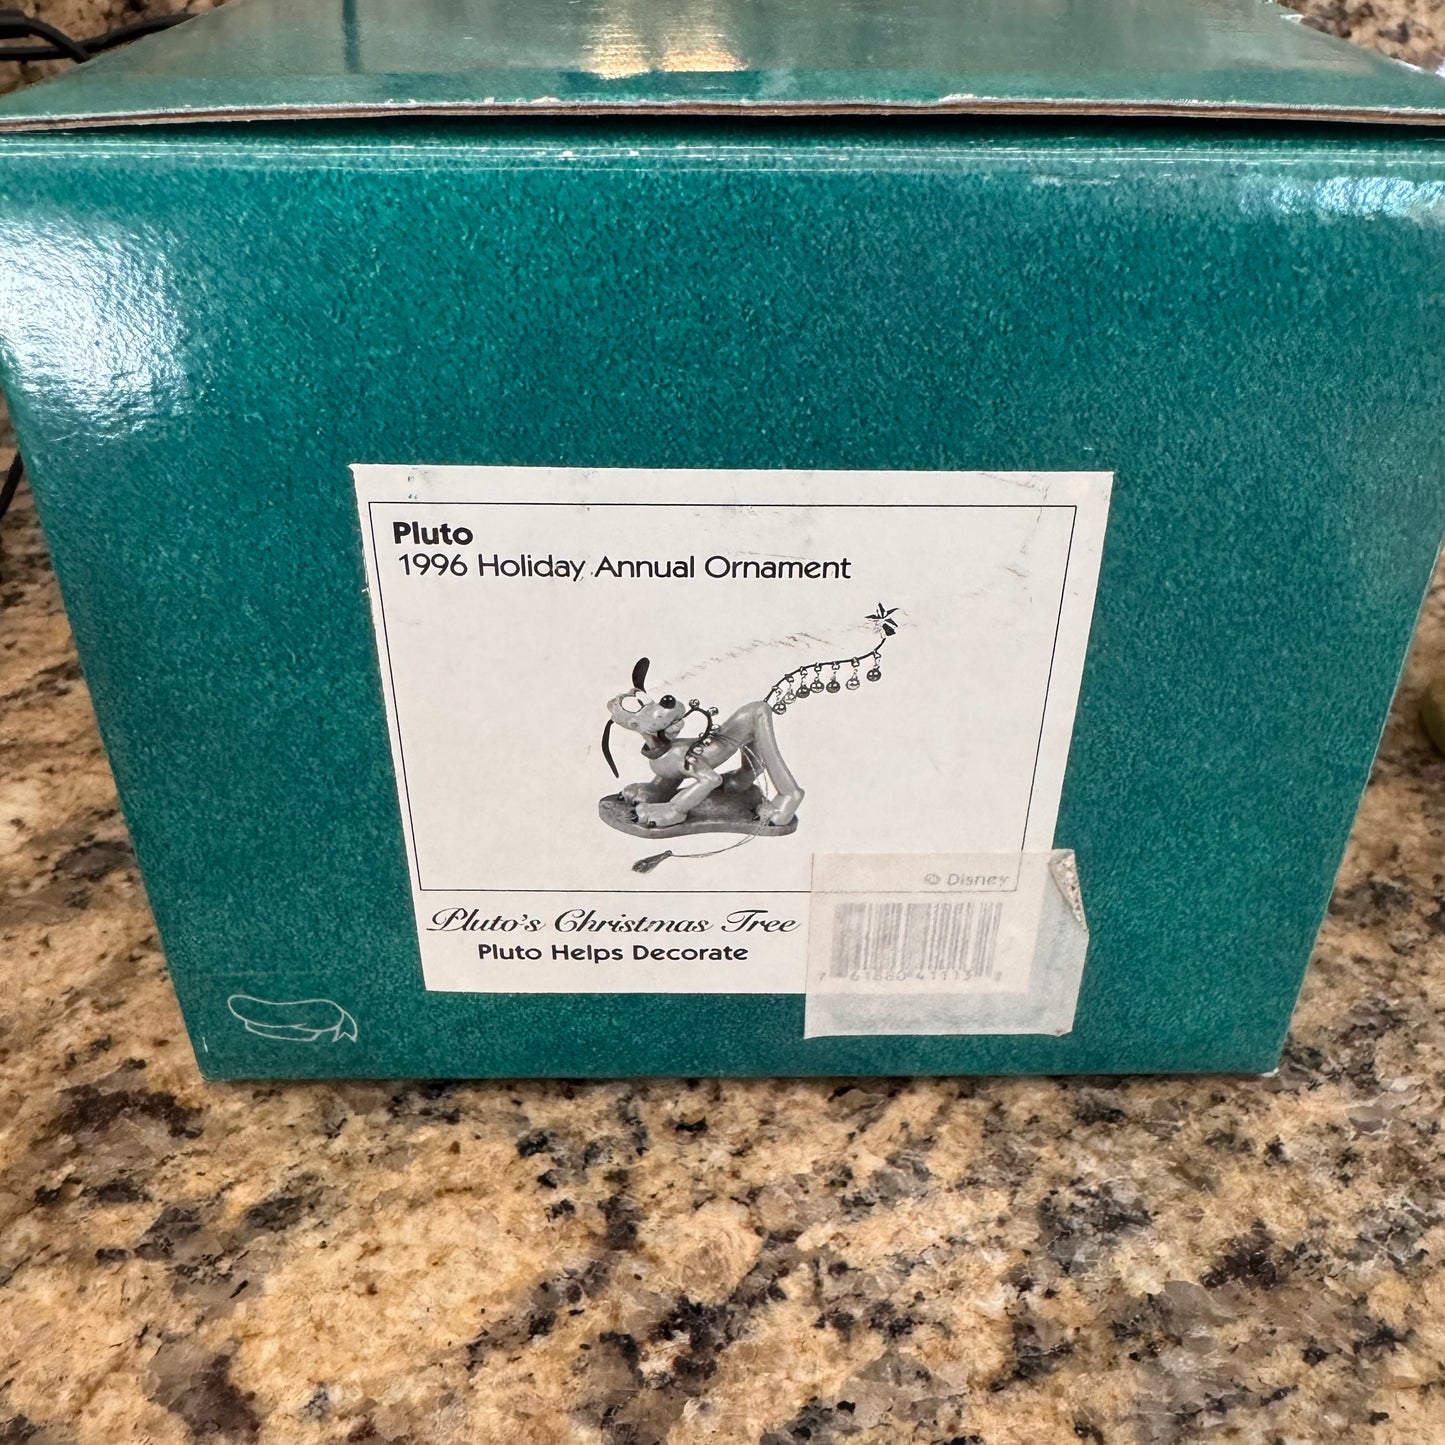 Pluto
1996 Holiday Annual Ornament
© Disney
Pluto's Christmas Tree
Pluto Helps Decorate